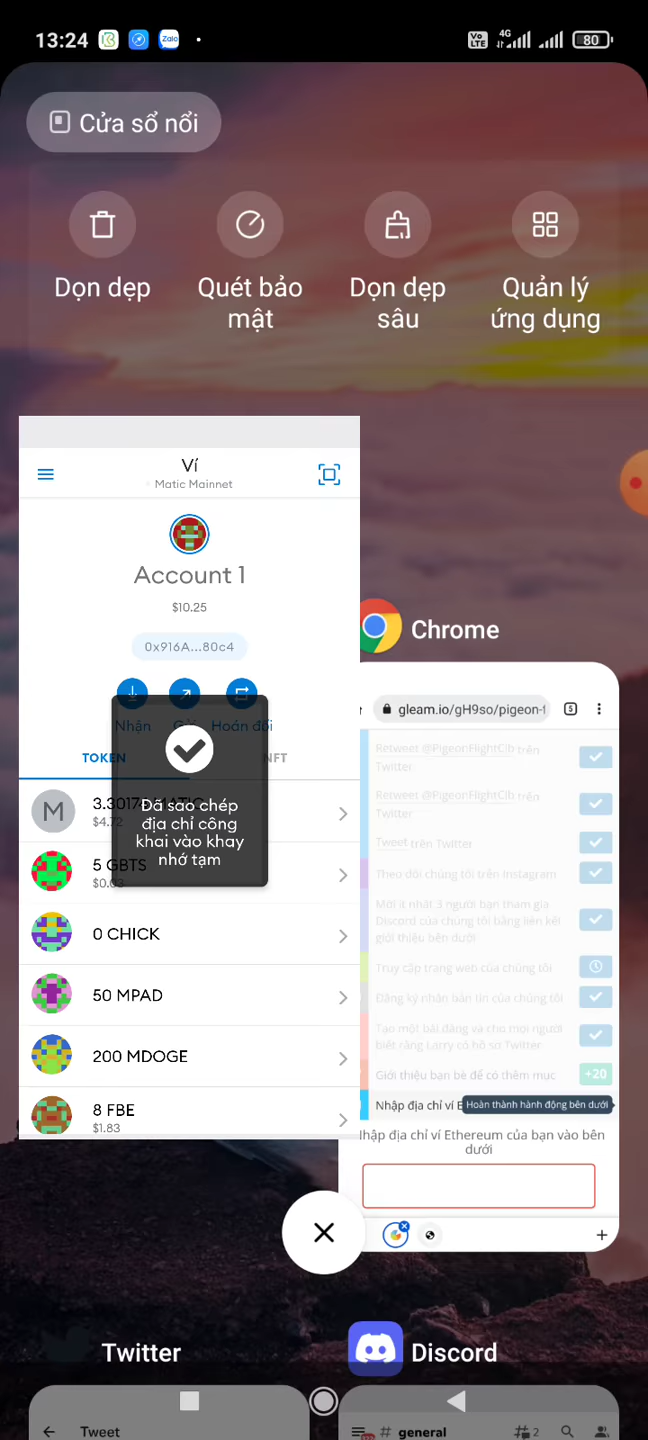 13:24
Zalo
Vo
LTE
4G
80
Cửa sổ nổi
Dọn dẹp
Quét bảo
mật
Dọn dẹp
sâu
Quản lý
ứng dụng
Ví
Matic Mainnet
Account 1
$10.25
0x916A...80c4
Nhận
Hoán đổi
TOKEN
NFT
M
$4.72
5 GBTS
0 CHICK
50 MPAD
200 MDOGE
8 FBE
$1.83
Đã sao chép
địa chỉ công
khai vào khay
nhớ tạm
Chrome
gleam.io/gH9so/pigeon-f
5
Retweet @PigeonFlightClb trên
Twitter
Retweet @PigeonFlightClb trên
Twitter
Tweet trên Twitter
Theo dõi chúng tôi trên Instagram
Mời ít nhất 3 người bạn tham gia
Discord của chúng tôi bằng liên kết
giới thiệu bên dưới
Truy cập trang web của chúng tôi
Đăng ký nhận bản tin của chúng tôi
Tạo một bài đăng và cho mọi người
biết rằng Larry có hồ sơ Twitter
Giới thiệu bạn bè để có thêm mục
+20
Nhập địa chỉ ví E
Hoàn thành hành động bên dưới
Nhập địa chỉ ví Ethereum của bạn vào bên
dưới
Twitter
Discord
Tweet
# general
2